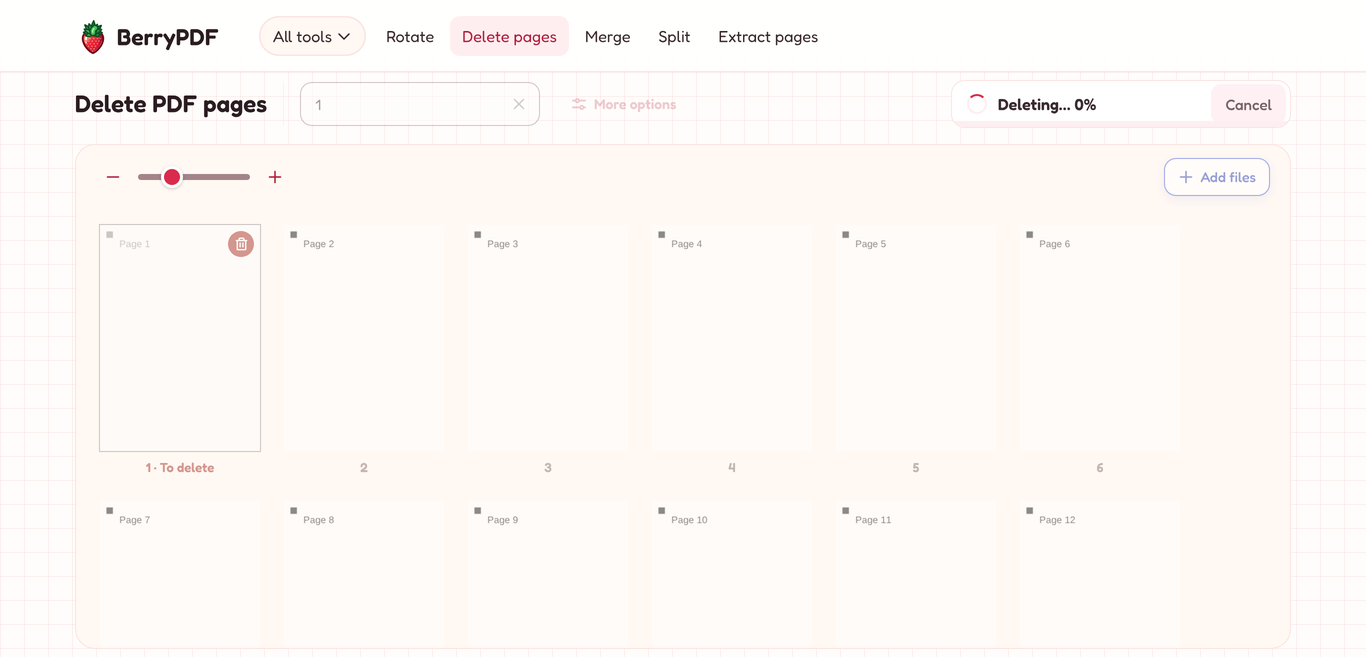 BerryPDF All tools Rotate Delete pages Merge Split Extract pages
Delete PDF pages 1 More options Deleting... 0% Cancel
Add files
Page 1 Page 2 Page 3 Page 4 Page 5 Page 6
1 · To delete 2 3 4 5 6
Page 7 Page 8 Page 9 Page 10 Page 11 Page 12